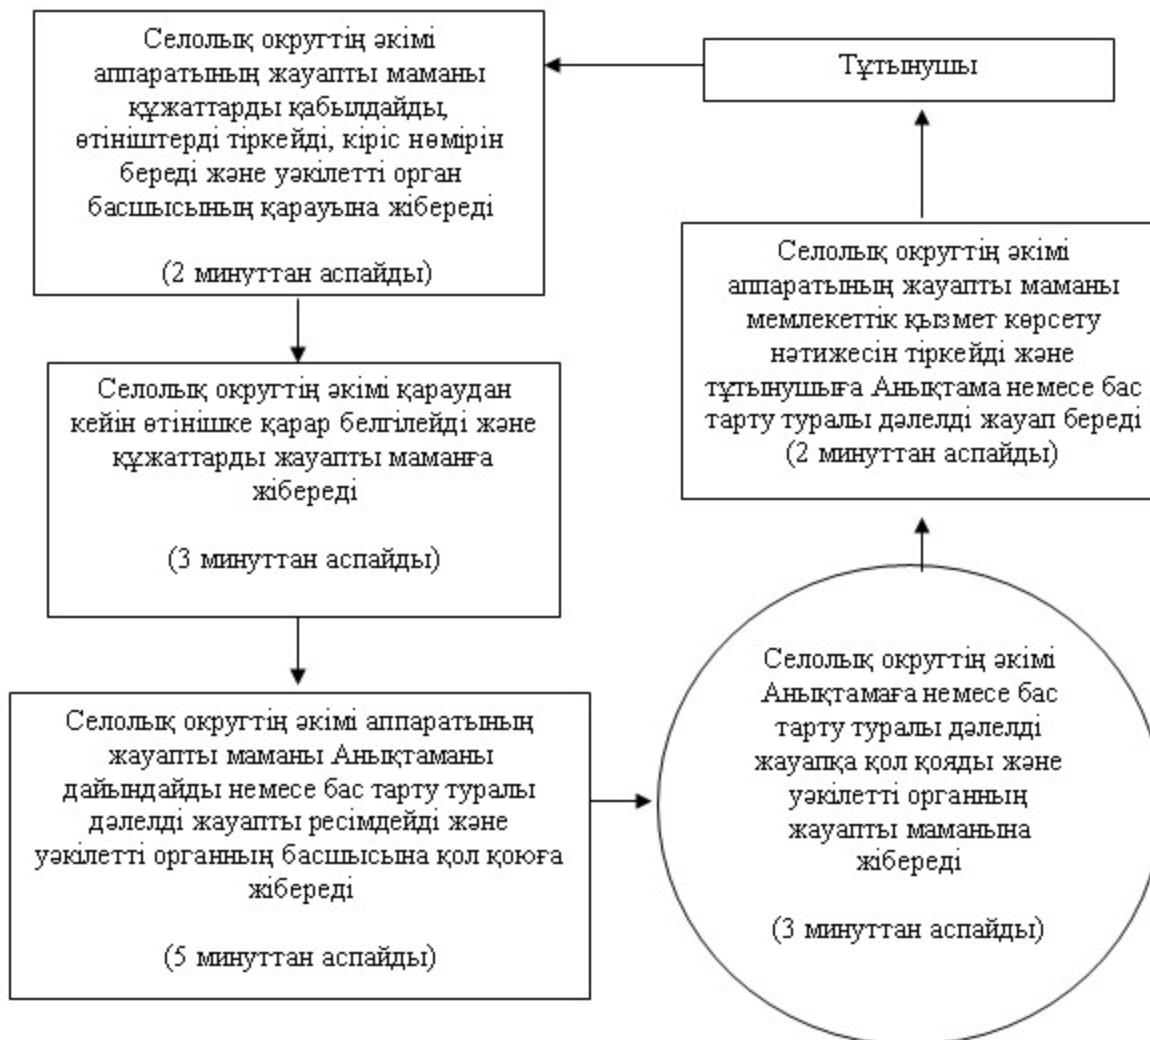 Тұтынушы
Селолық округтің әкімі
аппаратының жауапты маманы
құжаттарды қабылдайды,
өтініштерді тіркейді, кіріс нөмірін
береді және уәкілетті орган
басшысының қарауына жібереді
(2 минуттан аспайды)
Селолық округтің әкімі қараудан
кейін өтінішке қарар белгілейді және
құжаттарды жауапты маманға
жібереді
(3 минуттан аспайды)
Селолық округтің әкімі аппаратының
жауапты маманы Анықтаманы
дайындайды немесе бас тарту туралы
дәлелді жауапты ресімдейді және
уәкілетті органның басшысына қол қоюға
жібереді
(5 минуттан аспайды)
Селолық округтің әкімі
Анықтамаға немесе бас
тарту туралы дәлелді
жауапқа қол қояды және
уәкілетті органның
жауапты маманына
жібереді
(3 минуттан аспайды)
Селолық округтің әкімі
аппаратының жауапты маманы
мемлекеттік қызмет көрсету
нәтижесін тіркейді және
тұтынушыға Анықтама немесе бас
тарту туралы дәлелді жауап береді
(2 минуттан аспайды)